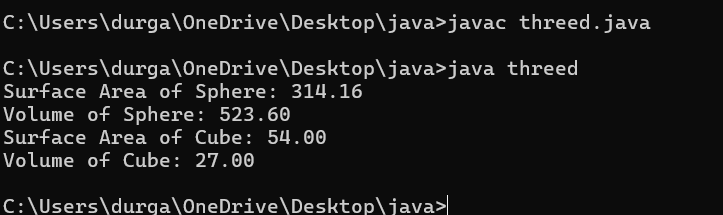 C:\Users\durga\OneDrive\Desktop\java>javac threed.java
C:\Users\durga\OneDrive\Desktop\java>java threed
Surface Area of Sphere: 314.16
Volume of Sphere: 523.60
Surface Area of Cube: 54.00
Volume of Cube: 27.00
C:\Users\durga\OneDrive\Desktop\java>